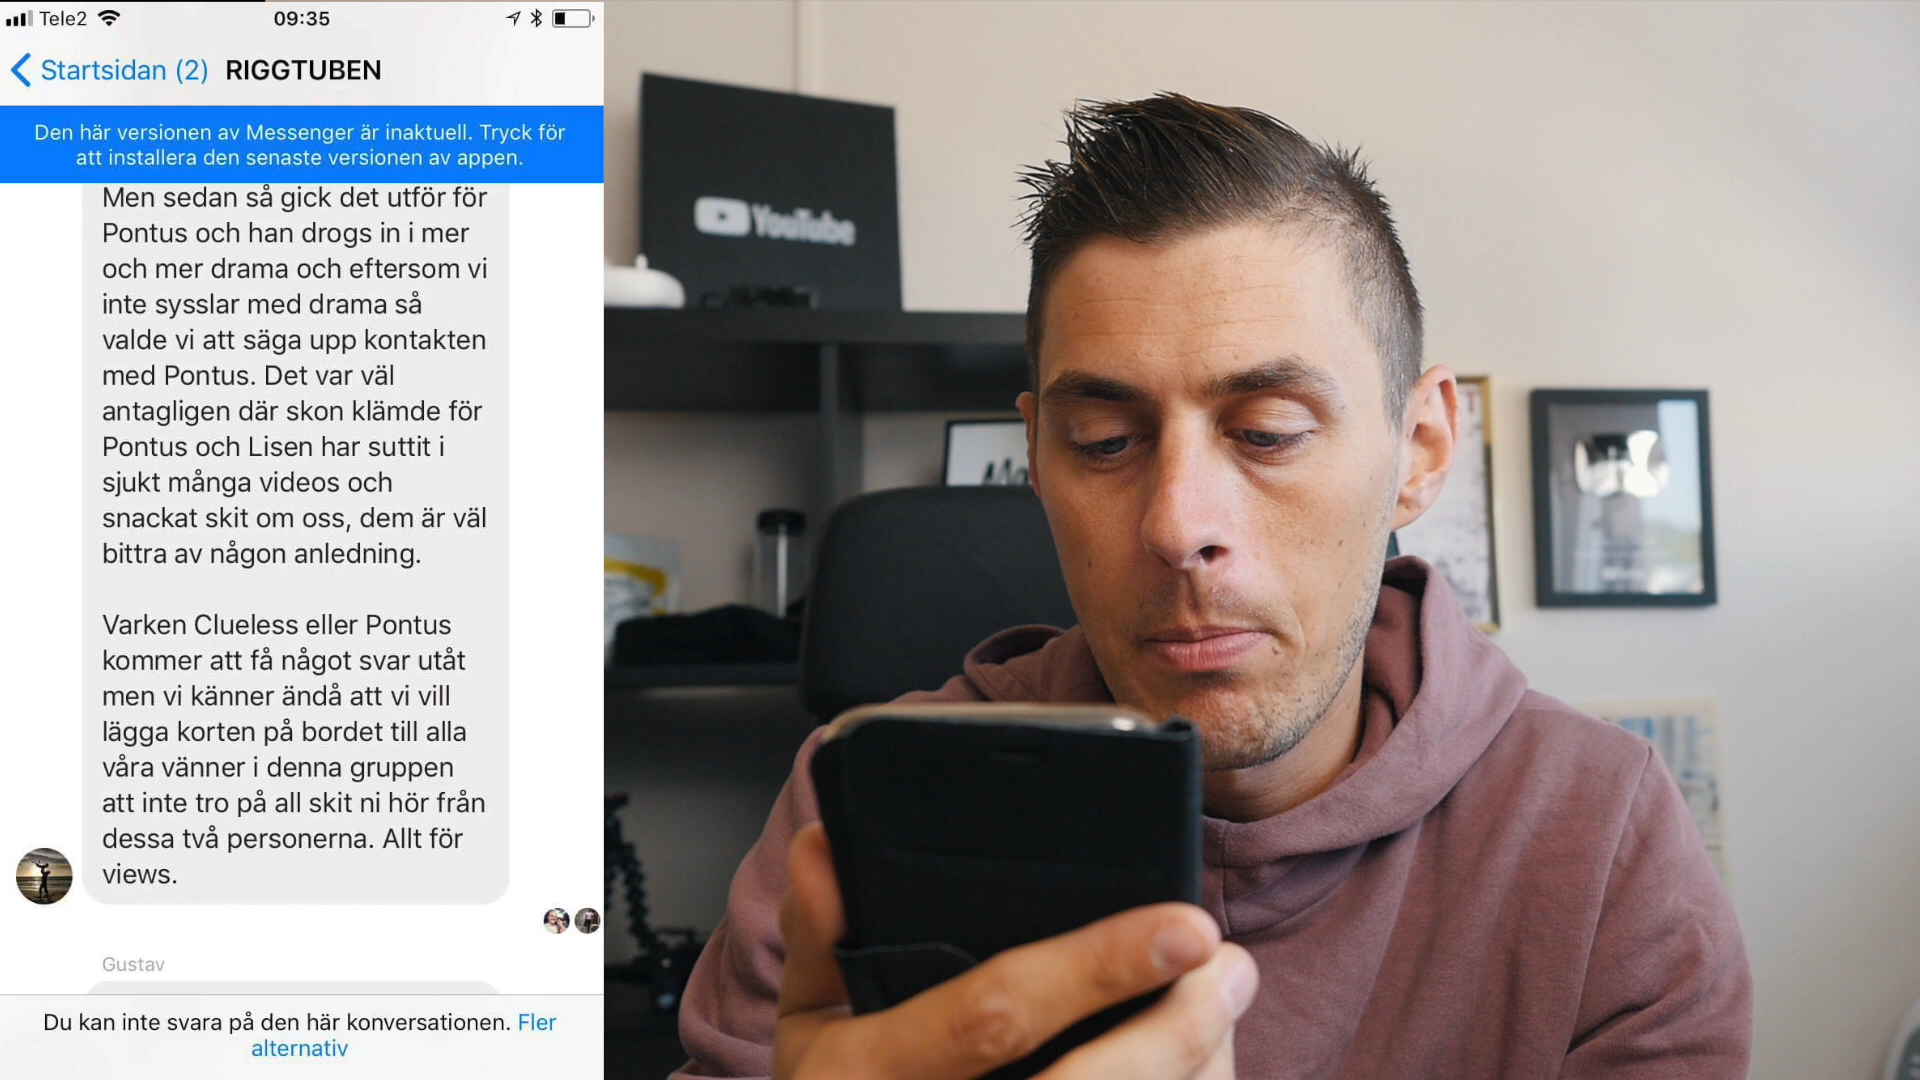 Tele2
09:35
Startsidan (2) RIGGTUBEN
Den här versionen av Messenger är inaktuell. Tryck för
att installera den senaste versionen av appen.
Men sedan så gick det utför för
Pontus och han drogs in i mer
och mer drama och eftersom vi
inte sysslar med drama så
valde vi att säga upp kontakten
med Pontus. Det var väl
antagligen där skon klämde för
Pontus och Lisen har suttit i
sjukt många videos och
snackat skit om oss, dem är väl
bittra av någon anledning.
Varken Clueless eller Pontus
kommer att få något svar utåt
men vi känner ändå att vi vill
lägga korten på bordet till alla
våra vänner i denna gruppen
att inte tro på all skit ni hör från
dessa två personerna. Allt för
views.
Gustav
Du kan inte svara på den här konversationen. Fler
alternativ
YouTube